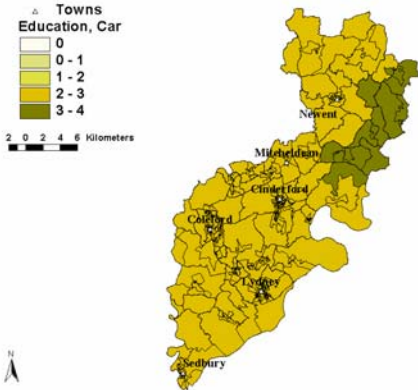 Towns
Education, Car
0
0 - 1
1 - 2
2 - 3
3 - 4
2 0 2 4 6 Kilometers
Newent
Mitcheldean
Cinderford
Coleford
Lydney
Sedbury
N